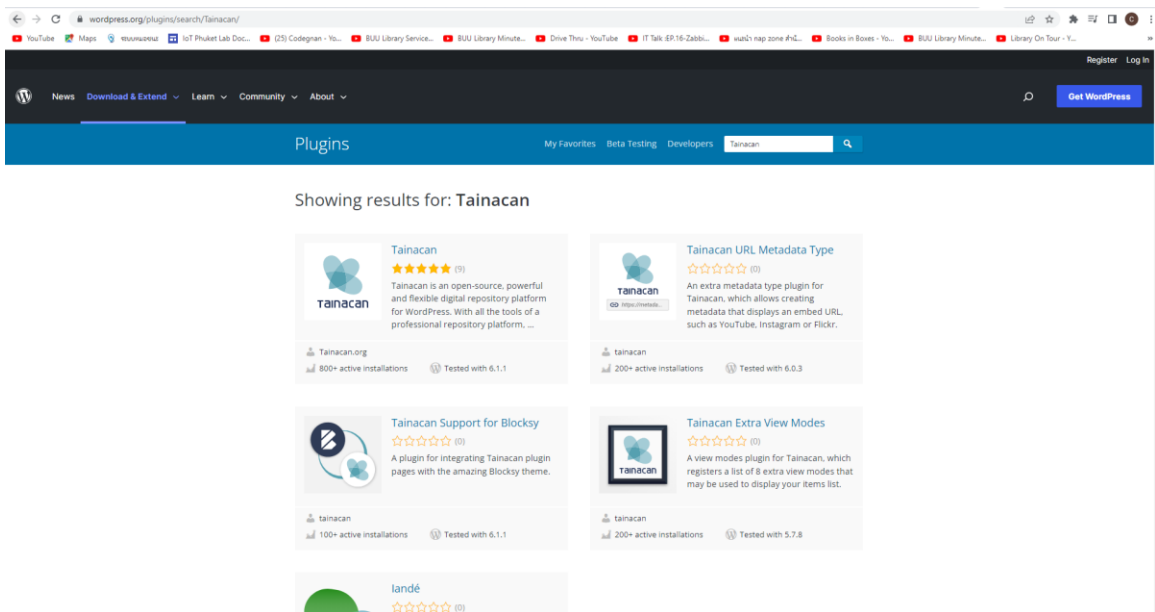 wordpress.org/plugins/search/Tainacan/
YouTube Maps IoT Phuket Lab Doc... (25) Codegnan - Yo... BUU Library Service... BUU Library Minute... Drive Thru - YouTube IT Talk :EP.16-Zabbi... Books in Boxes - Yo... BUU Library Minute... Library On Tour - Y...
Register Log In
News Download & Extend Learn Community About Get WordPress
Plugins My Favorites Beta Testing Developers Tainacan
Showing results for: Tainacan
Tainacan
(9)
Tainacan is an open-source, powerful
and flexible digital repository platform
for WordPress. With all the tools of a
professional repository platform, ...
TaINacan
Tainacan.org
800+ active installations Tested with 6.1.1
Tainacan URL Metadata Type
(0)
An extra metadata type plugin for
Tainacan, which allows creating
metadata that displays an embed URL,
such as YouTube, Instagram or Flickr.
TaINacan
https://metada...
tainacan
200+ active installations Tested with 6.0.3
Tainacan Support for Blocksy
(0)
A plugin for integrating Tainacan plugin
pages with the amazing Blocksy theme.
tainacan
100+ active installations Tested with 6.1.1
Tainacan Extra View Modes
(0)
A view modes plugin for Tainacan, which
registers a list of 8 extra view modes that
may be used to display your items list.
TaINacan
tainacan
200+ active installations Tested with 5.7.8
Iandé
(0)